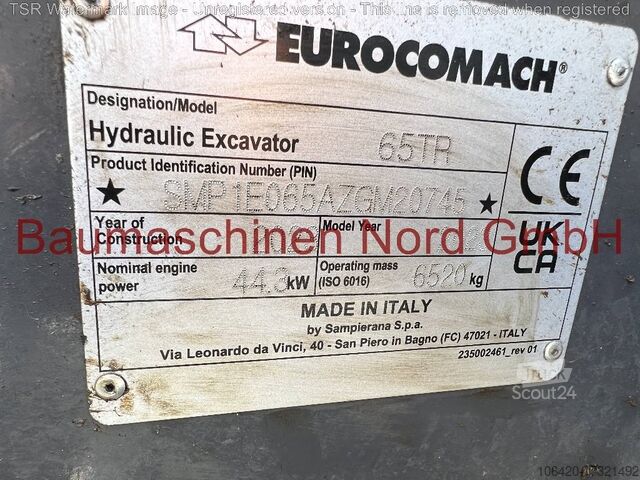 TSR Watermark Image - Unregistered version - This line is removed when registered
EUROCOMACH®
Designation/Model
Hydraulic Excavator 65TR
Product Identification Number (PIN)
★ SMP1E065AZGM20745 ★
Year of Construction
Model Year
Baumaschinen Nord GmbH
Nominal engine power 44.3 kW
Operating mass (ISO 6016) 6520 kg
CE
UK CA
MADE IN ITALY
by Sampierana S.p.a.
Via Leonardo da Vinci, 40 - San Piero in Bagno (FC) 47021 - ITALY
235002461_rev 01
Scout24